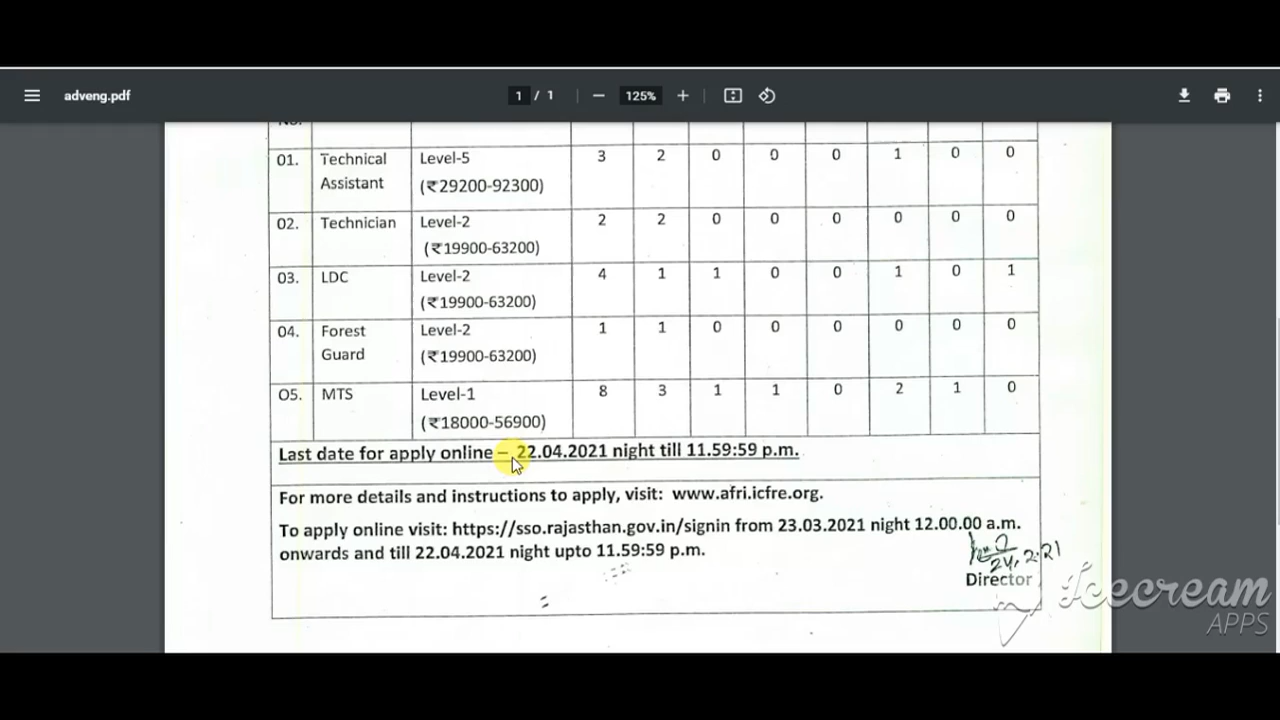 adveng.pdf 1 / 1 125%
01. Technical Assistant Level-5 (₹29200-92300) 3 2 0 0 0 1 0 0
02. Technician Level-2 (₹19900-63200) 2 2 0 0 0 0 0 0
03. LDC Level-2 (₹19900-63200) 4 1 1 0 0 1 0 1
04. Forest Guard Level-2 (₹19900-63200) 1 1 0 0 0 0 0 0
O5. MTS Level-1 (₹18000-56900) 8 3 1 1 0 2 1 0
Last date for apply online – 22.04.2021 night till 11.59:59 p.m.
For more details and instructions to apply, visit: www.afri.icfre.org.
To apply online visit: https://sso.rajasthan.gov.in/signin from 23.03.2021 night 12.00.00 a.m.
onwards and till 22.04.2021 night upto 11.59:59 p.m.
24.2.21
Director
Icecream
APPS